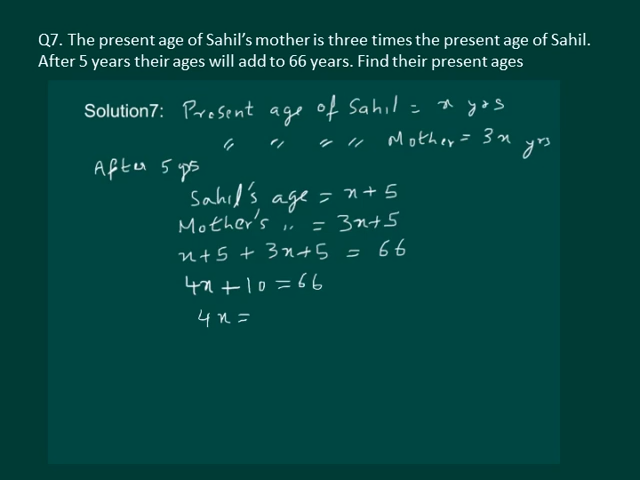 Q7. The present age of Sahil's mother is three times the present age of Sahil.
After 5 years their ages will add to 66 years. Find their present ages
Solution7: Present age of Sahil = x yrs
" " " " Mother = 3x yrs
After 5 yrs
Sahil's age = x+5
Mother's " = 3x+5
x+5 + 3x+5 = 66
4x + 10 = 66
4x =